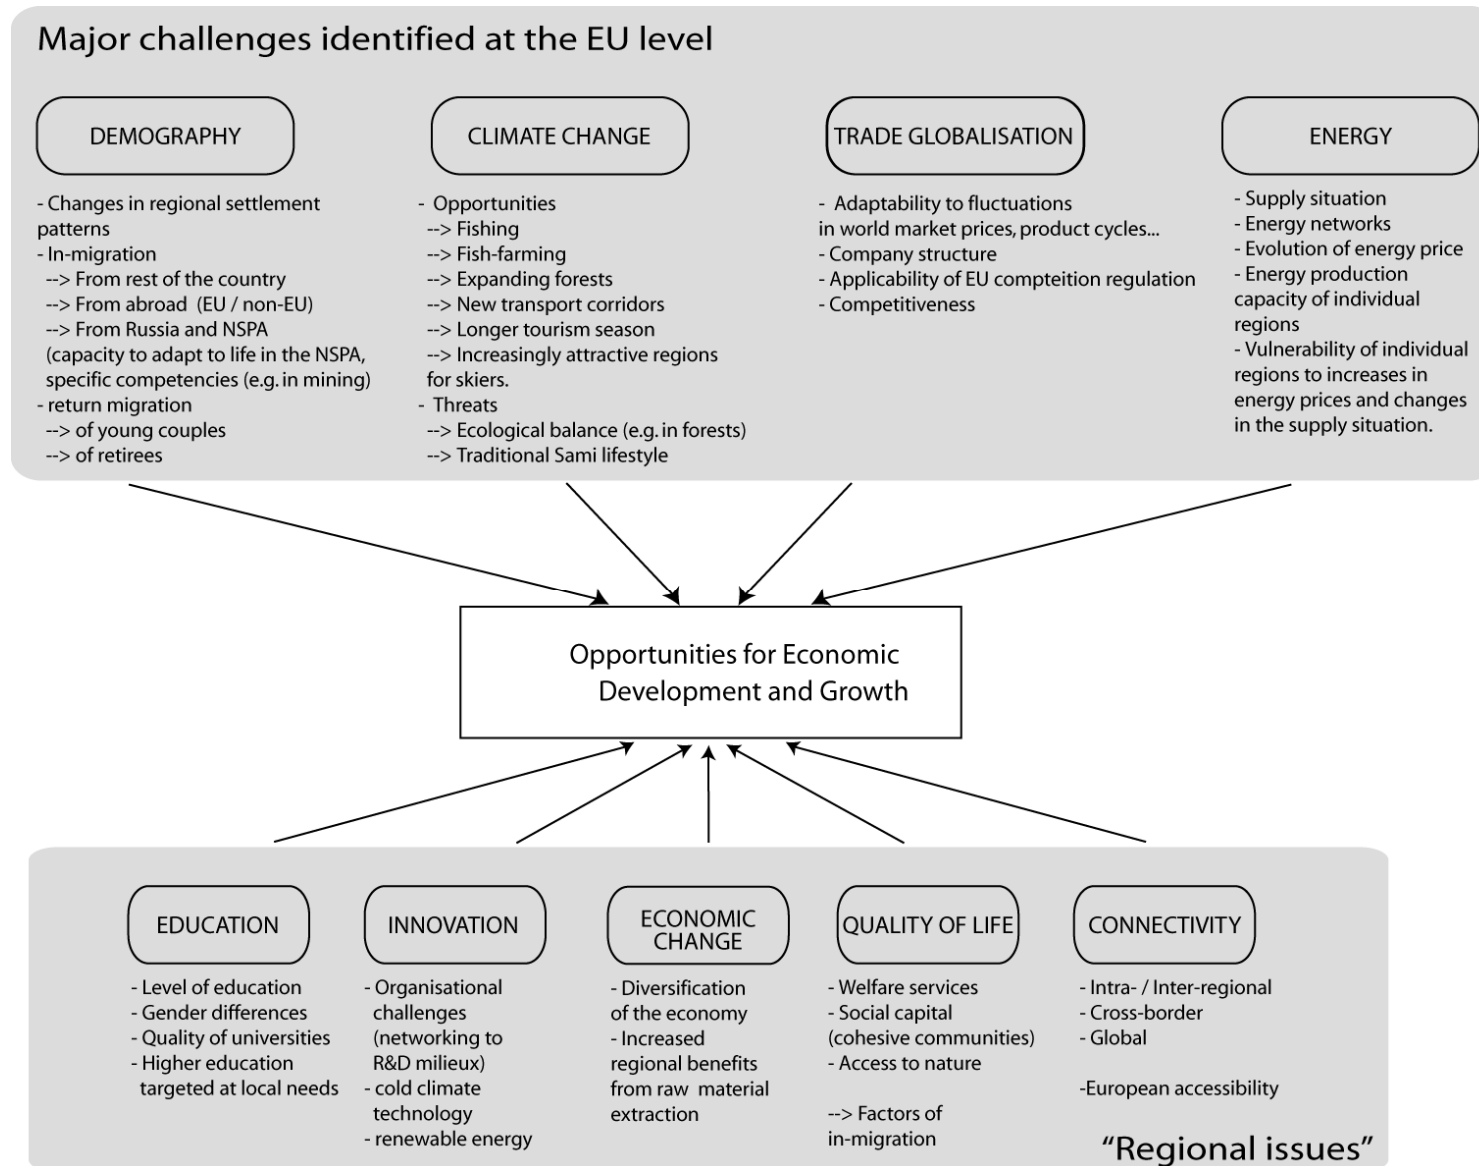 Major challenges identified at the EU level
DEMOGRAPHY
- Changes in regional settlement
patterns
- In-migration
--> From rest of the country
--> From abroad (EU / non-EU)
--> From Russia and NSPA
(capacity to adapt to life in the NSPA,
specific competencies (e.g. in mining)
- return migration
--> of young couples
--> of retirees
CLIMATE CHANGE
- Opportunities
--> Fishing
--> Fish-farming
--> Expanding forests
--> New transport corridors
--> Longer tourism season
--> Increasingly attractive regions
for skiers.
- Threats
--> Ecological balance (e.g. in forests)
--> Traditional Sami lifestyle
TRADE GLOBALISATION
- Adaptability to fluctuations
in world market prices, product cycles...
- Company structure
- Applicability of EU compteition regulation
- Competitiveness
ENERGY
- Supply situation
- Energy networks
- Evolution of energy price
- Energy production
capacity of individual
regions
- Vulnerability of individual
regions to increases in
energy prices and changes
in the supply situation.
Opportunities for Economic
Development and Growth
EDUCATION
- Level of education
- Gender differences
- Quality of universities
- Higher education
targeted at local needs
INNOVATION
- Organisational
challenges
(networking to
R&D milieux)
- cold climate
technology
- renewable energy
ECONOMIC
CHANGE
- Diversification
of the economy
- Increased
regional benefits
from raw material
extraction
QUALITY OF LIFE
- Welfare services
- Social capital
(cohesive communities)
- Access to nature
--> Factors of
in-migration
CONNECTIVITY
- Intra- / Inter-regional
- Cross-border
- Global
-European accessibility
“Regional issues”